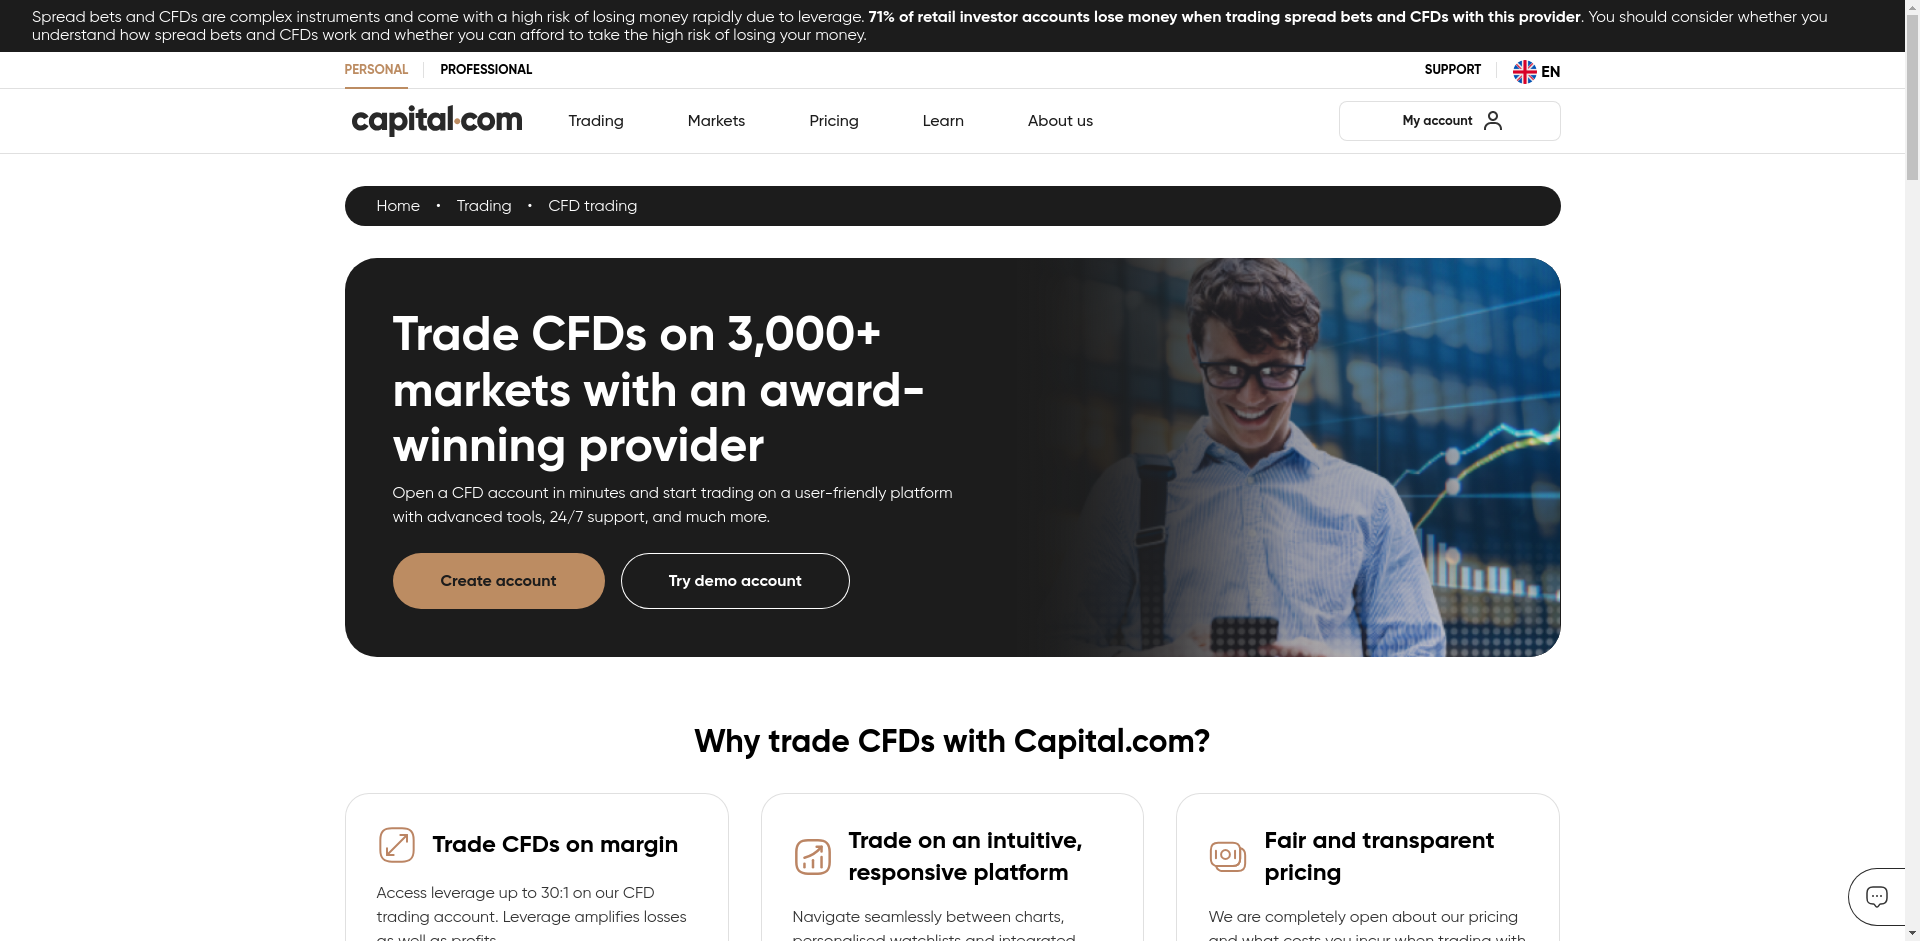 Spread bets and CFDs are complex instruments and come with a high risk of losing money rapidly due to leverage. 71% of retail investor accounts lose money when trading spread bets and CFDs with this provider. You should consider whether you
understand how spread bets and CFDs work and whether you can afford to take the high risk of losing your money.
PERSONAL PROFESSIONAL SUPPORT EN
capital.com Trading Markets Pricing Learn About us My account
Home • Trading • CFD trading
Trade CFDs on 3,000+
markets with an award-
winning provider
Open a CFD account in minutes and start trading on a user-friendly platform
with advanced tools, 24/7 support, and much more.
Create account Try demo account
Why trade CFDs with Capital.com?
Trade CFDs on margin
Access leverage up to 30:1 on our CFD
trading account. Leverage amplifies losses
as well as profits.
Trade on an intuitive,
responsive platform
Navigate seamlessly between charts,
personalised watchlists and integrated
Fair and transparent
pricing
We are completely open about our pricing
and what costs you incur when trading with